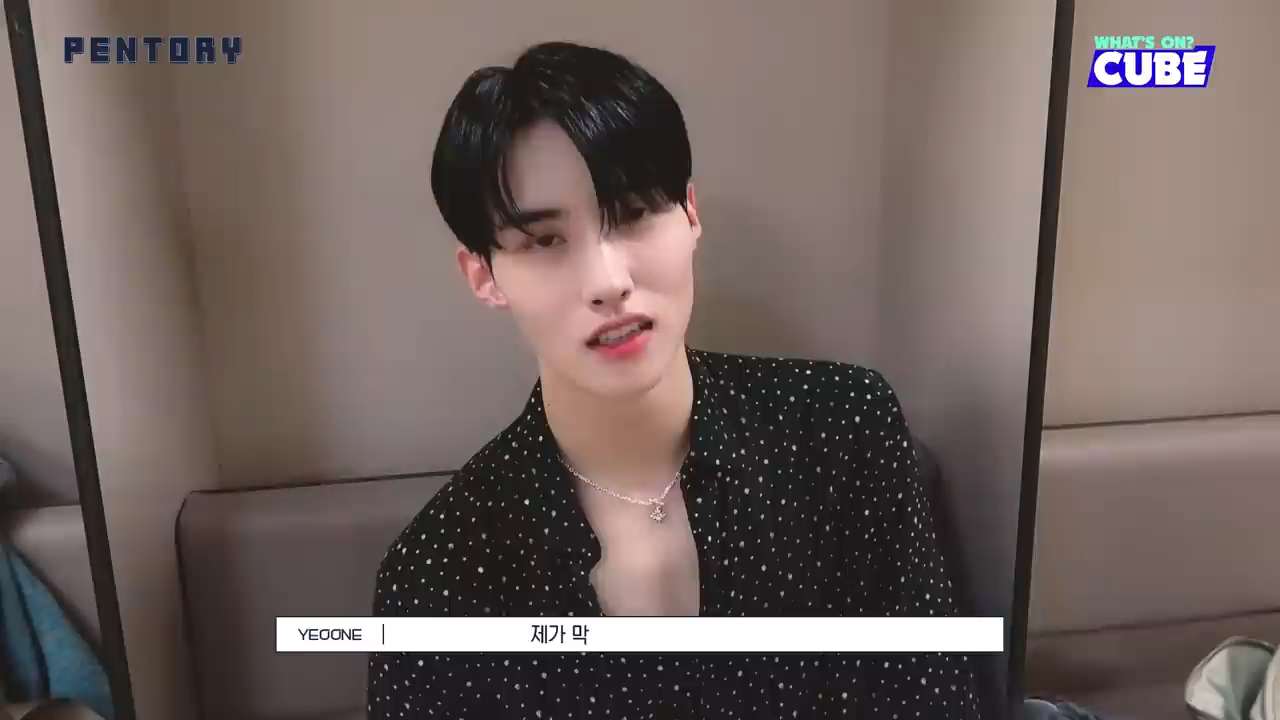 PENTORY
WHAT'S ON?
CUBE
YEOONE
제가 막